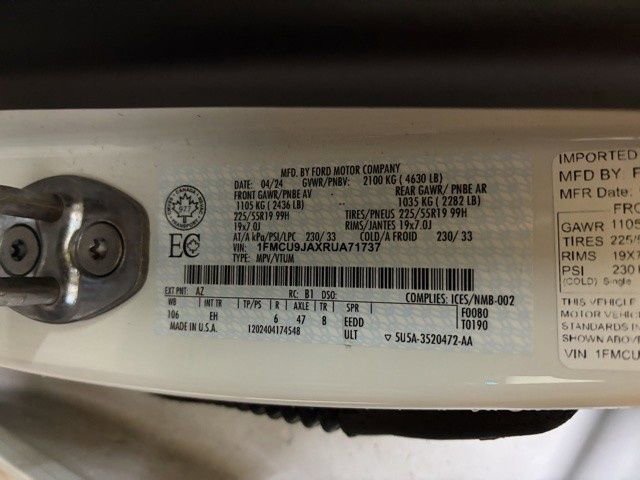 MFD. BY FORD MOTOR COMPANY
DATE: 04/24 GVWR/PNBV: 2100 KG ( 4630 LB)
FRONT GAWR/PNBE AV REAR GAWR/ PNBE AR
1105 KG ( 2436 LB) 1035 KG ( 2282 LB)
225/55R19 99H TIRES/PNEUS 225/55R19 99H
19x7.0J RIMS/JANTES 19x7.0J
AT/A kPa/PSI/LPC 230/ 33 COLD/A FROID 230/ 33
VIN: 1FMCU9JAXRUA71737
TYPE: MPV/VTUM
EC
EXT PNT: AZ RC: B1 DSO: COMPLIES: ICES/NMB-002
WB INT TR TP/PS R AXLE TR SPR F0080
106 EH 6 47 8 EEDD T0190
MADE IN U.S.A. 1202404174548 ULT 5U5A-3520472-AA
IMPORTED
MFD BY F
MFR Date:
FRO
GAWR 1105
TIRES 225
RIMS 19X7
PSI 230
(COLD) Single
THIS VEHICLE
MOTOR VEHI
STANDARDS IN
SHOWN ABOV
VIN 1FMCU